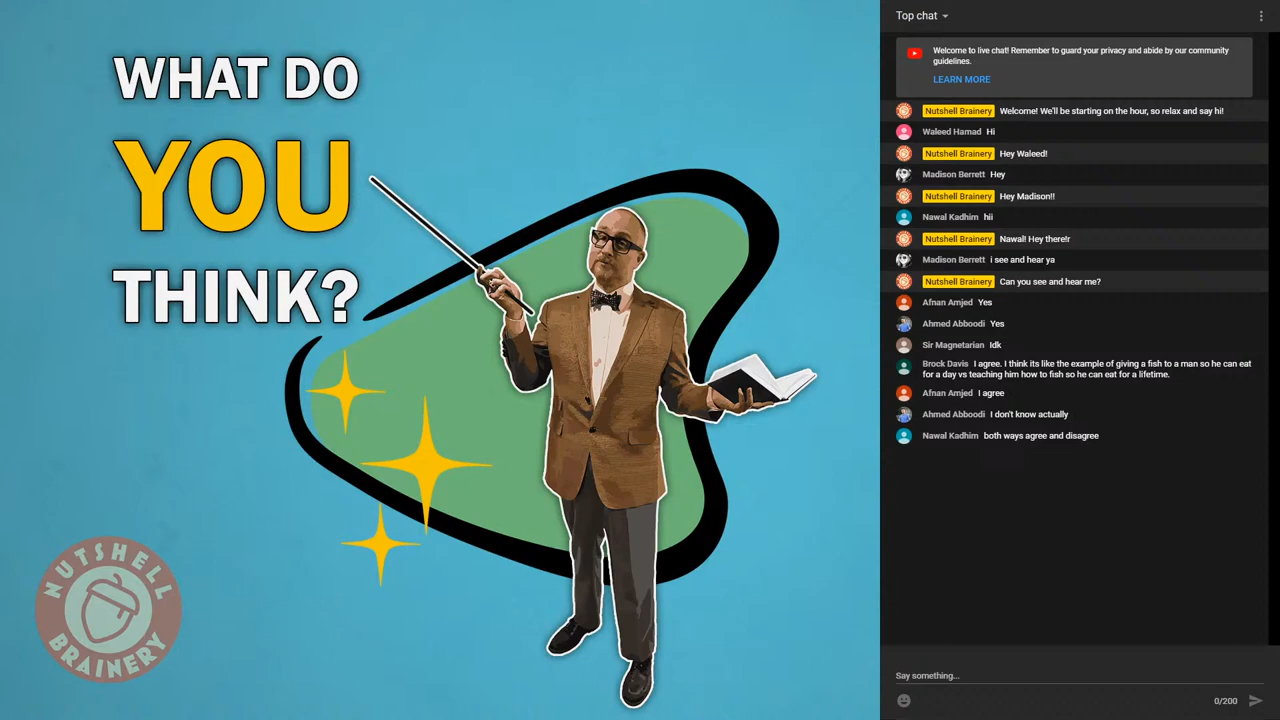 WHAT DO
YOU
THINK?
NUTSHELL
BRAINERY
Top chat
Welcome to live chat! Remember to guard your privacy and abide by our community
guidelines.
LEARN MORE
Nutshell Brainery Welcome! We'll be starting on the hour, so relax and say hi!
Waleed Hamad Hi
Nutshell Brainery Hey Waleed!
Madison Berrett Hey
Nutshell Brainery Hey Madison!!
Nawal Kadhim hii
Nutshell Brainery Nawal! Hey there!r
Madison Berrett i see and hear ya
Nutshell Brainery Can you see and hear me?
Afnan Amjed Yes
Ahmed Abboodi Yes
Sir Magnetarian Idk
Brock Davis I agree. I think its like the example of giving a fish to a man so he can eat
for a day vs teaching him how to fish so he can eat for a lifetime.
Afnan Amjed I agree
Ahmed Abboodi I don't know actually
Nawal Kadhim both ways agree and disagree
Say something...
0/200